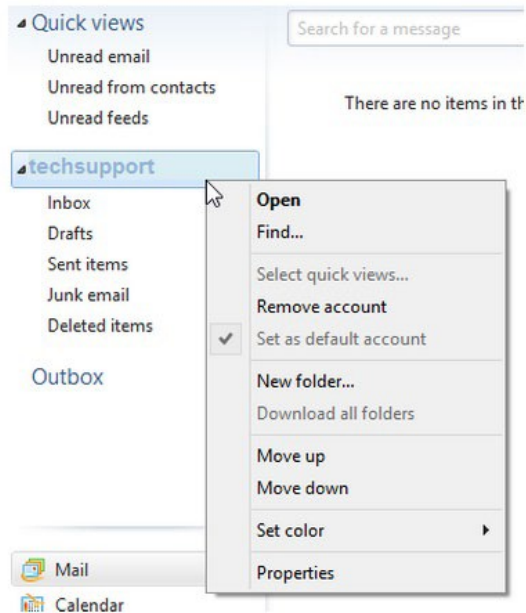 Quick views
Unread email
Unread from contacts
Unread feeds
techsupport
Inbox
Drafts
Sent items
Junk email
Deleted items
Outbox
Mail
Calendar
Search for a message
There are no items in th
Open
Find...
Select quick views...
Remove account
Set as default account
New folder...
Download all folders
Move up
Move down
Set color
Properties